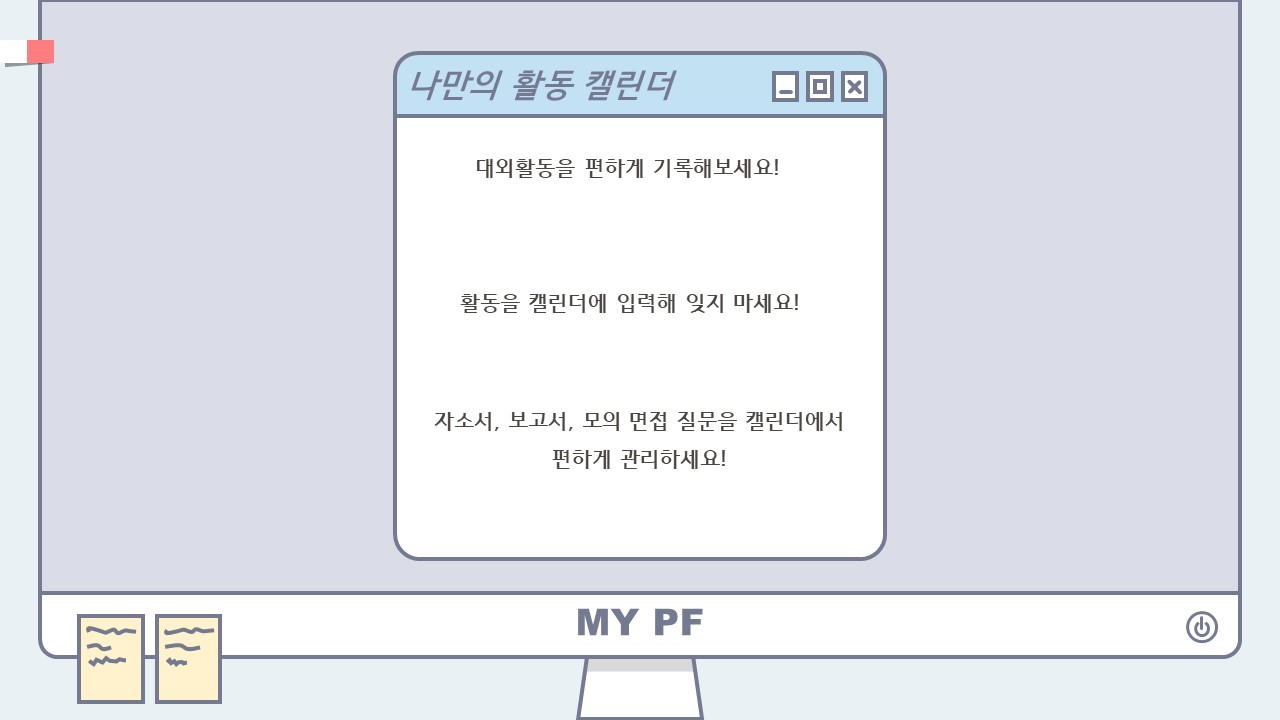 나만의 활동 캘린더
대외활동을 편하게 기록해보세요!
활동을 캘린더에 입력해 잊지 마세요!
자소서, 보고서, 모의 면접 질문을 캘린더에서
편하게 관리하세요!
MY PF